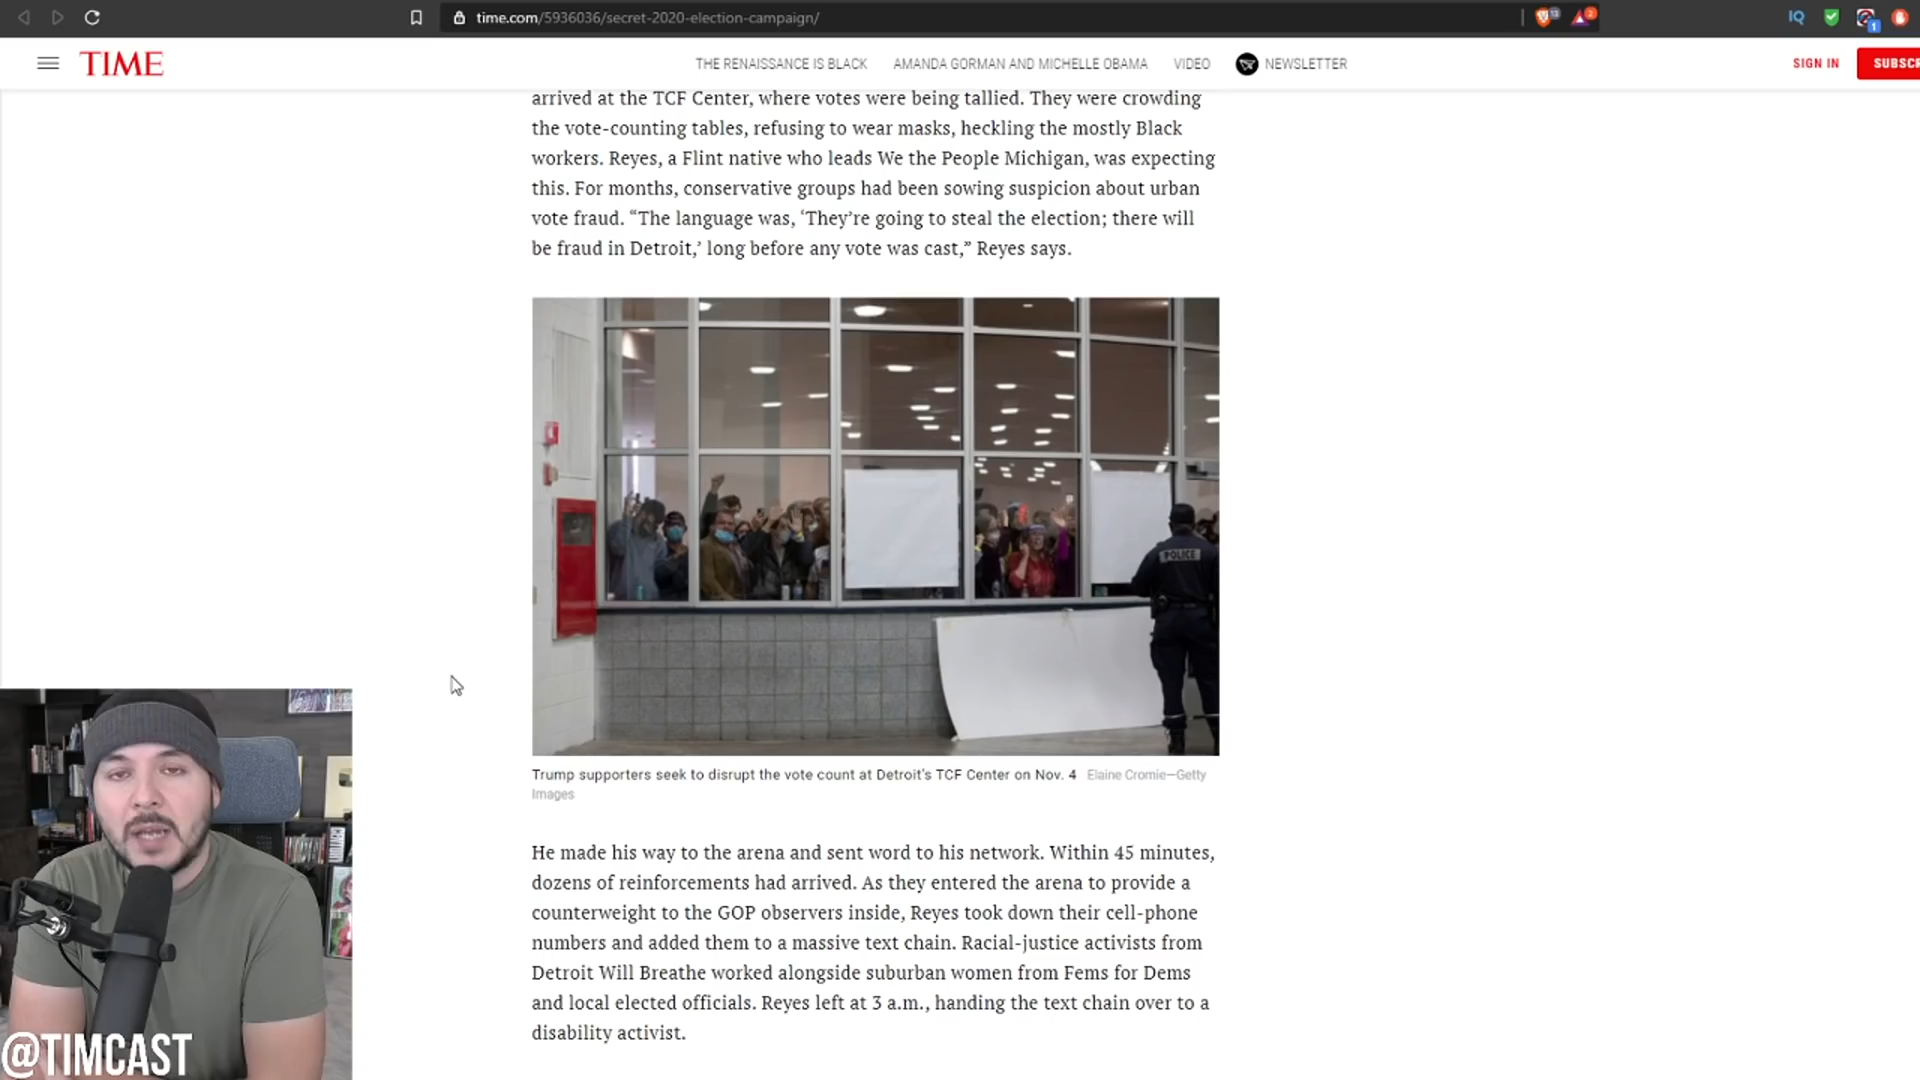 time.com/5936036/secret-2020-election-campaign/
TIME
THE RENAISSANCE IS BLACK
AMANDA GORMAN AND MICHELLE OBAMA
VIDEO
NEWSLETTER
SIGN IN
SUBSCR
arrived at the TCF Center, where votes were being tallied. They were crowding
the vote-counting tables, refusing to wear masks, heckling the mostly Black
workers. Reyes, a Flint native who leads We the People Michigan, was expecting
this. For months, conservative groups had been sowing suspicion about urban
vote fraud. “The language was, ‘They’re going to steal the election; there will
be fraud in Detroit,’ long before any vote was cast,” Reyes says.
POLICE
Trump supporters seek to disrupt the vote count at Detroit's TCF Center on Nov. 4 Elaine Cromie—Getty
Images
He made his way to the arena and sent word to his network. Within 45 minutes,
dozens of reinforcements had arrived. As they entered the arena to provide a
counterweight to the GOP observers inside, Reyes took down their cell-phone
numbers and added them to a massive text chain. Racial-justice activists from
Detroit Will Breathe worked alongside suburban women from Fems for Dems
and local elected officials. Reyes left at 3 a.m., handing the text chain over to a
disability activist.
@TIMCAST